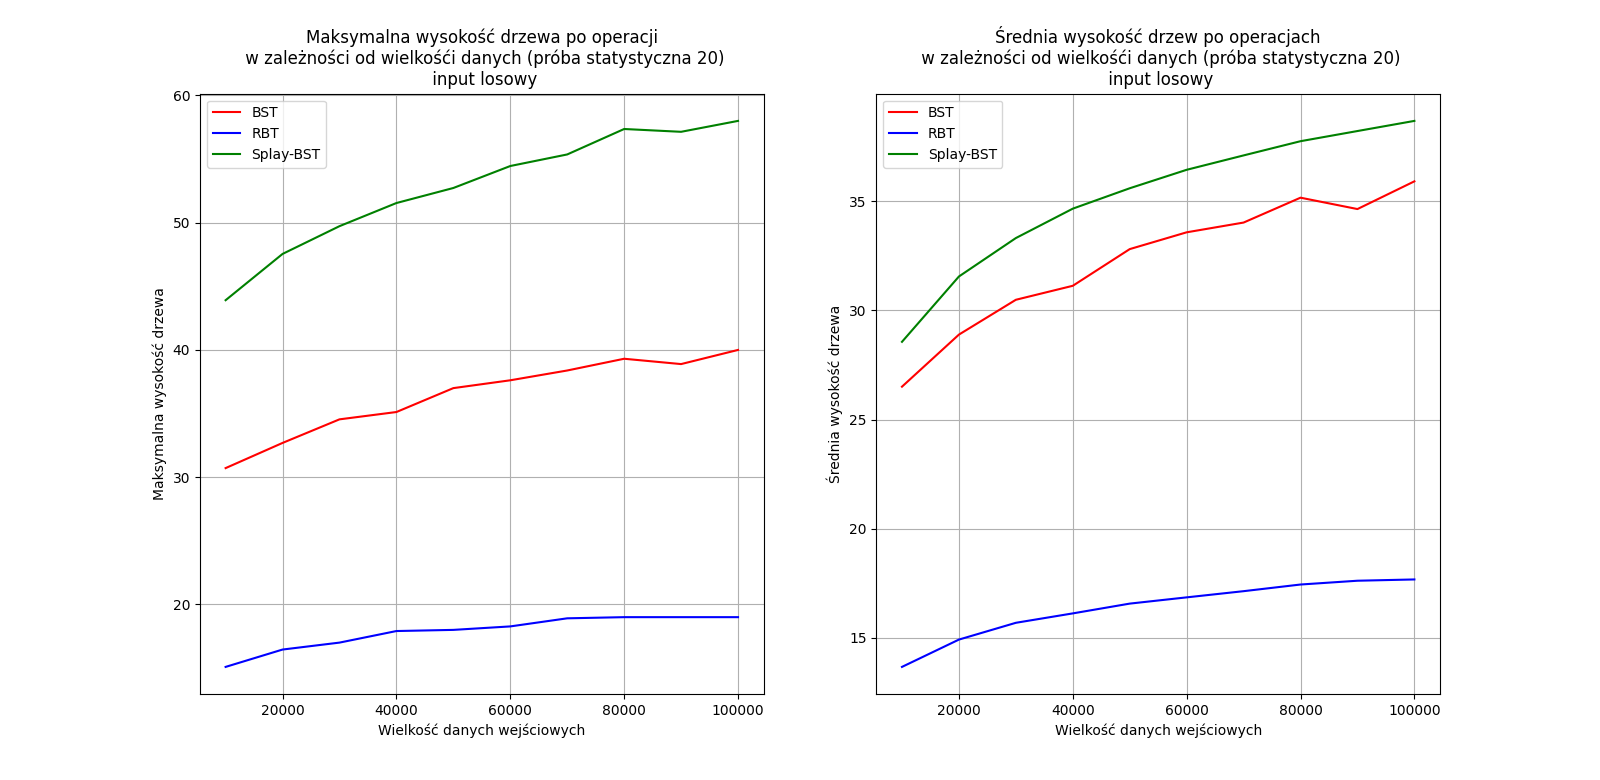 Maksymalna wysokość drzewa po operacji
w zależności od wielkośći danych (próba statystyczna 20)
input losowy
BST
RBT
Splay-BST
60
50
40
30
20
Maksymalna wysokość drzewa
20000 40000 60000 80000 100000
Wielkość danych wejściowych
Średnia wysokość drzew po operacjach
w zależności od wielkośći danych (próba statystyczna 20)
input losowy
BST
RBT
Splay-BST
35
30
25
20
15
Średnia wysokość drzewa
20000 40000 60000 80000 100000
Wielkość danych wejściowych